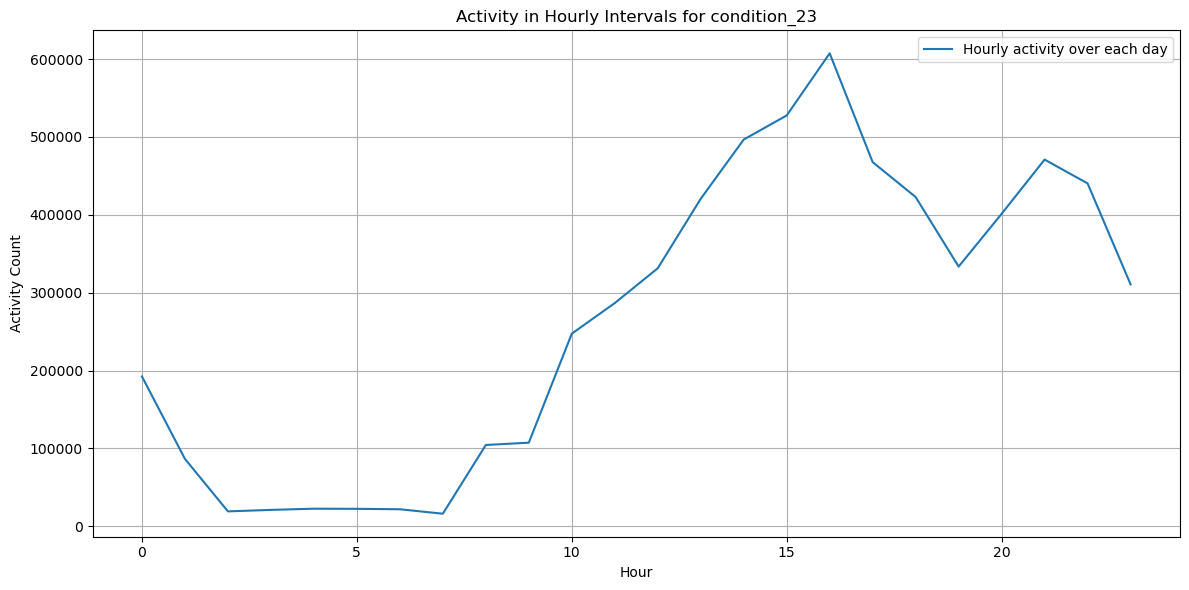 Activity in Hourly Intervals for condition_23
Hourly activity over each day
600000
500000
400000
300000
200000
100000
0
Activity Count
0 5 10 15 20
Hour